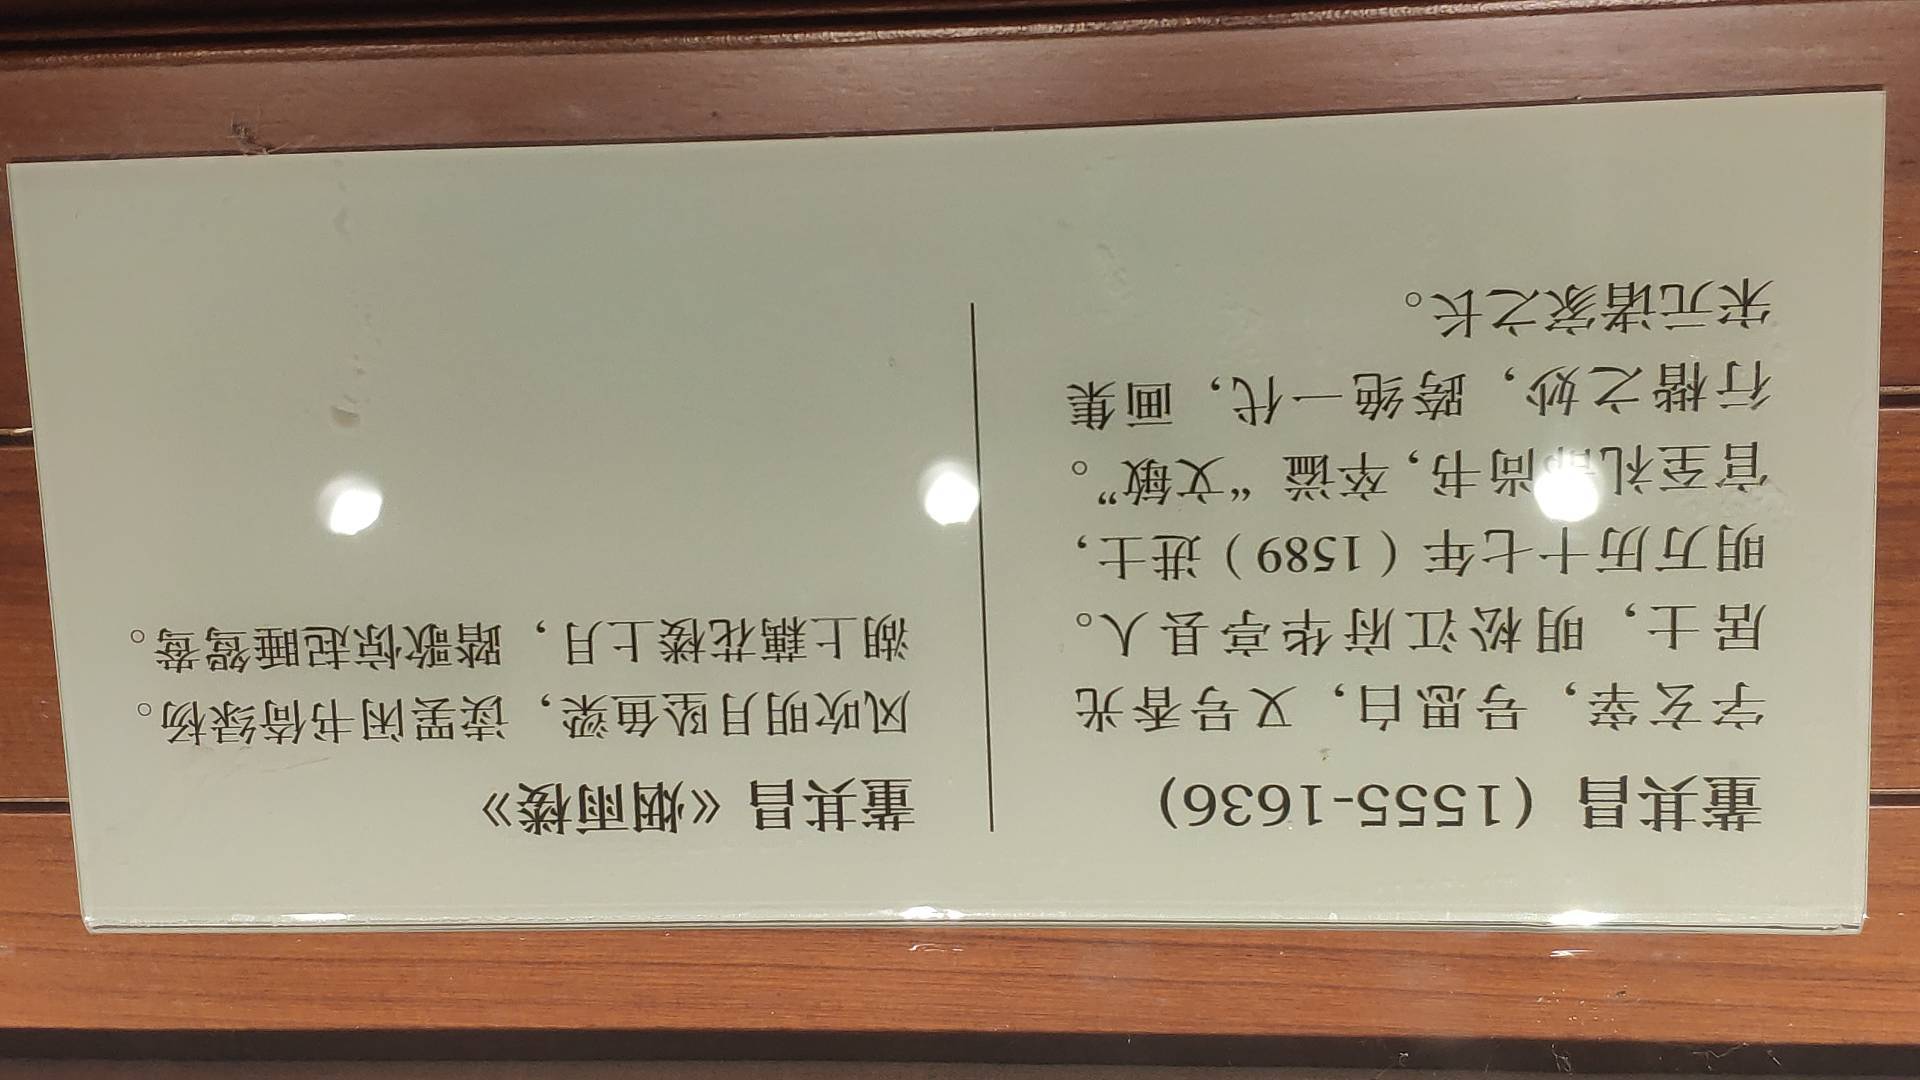 董其昌（1555-1636)
字玄宰，号思白，又号香光
居士，明松江府华亭县人。
明万历十七年（1589）进士，
官至礼部尚书，卒谥“文敏”。
行楷之妙，跨绝一代，画集
宋元诸家之长。
董其昌《烟雨楼》
风吹明月坠鱼梁，读罢闲书倚绿杨。
湖上藕花楼上月，踏歌惊起睡鸳鸯。